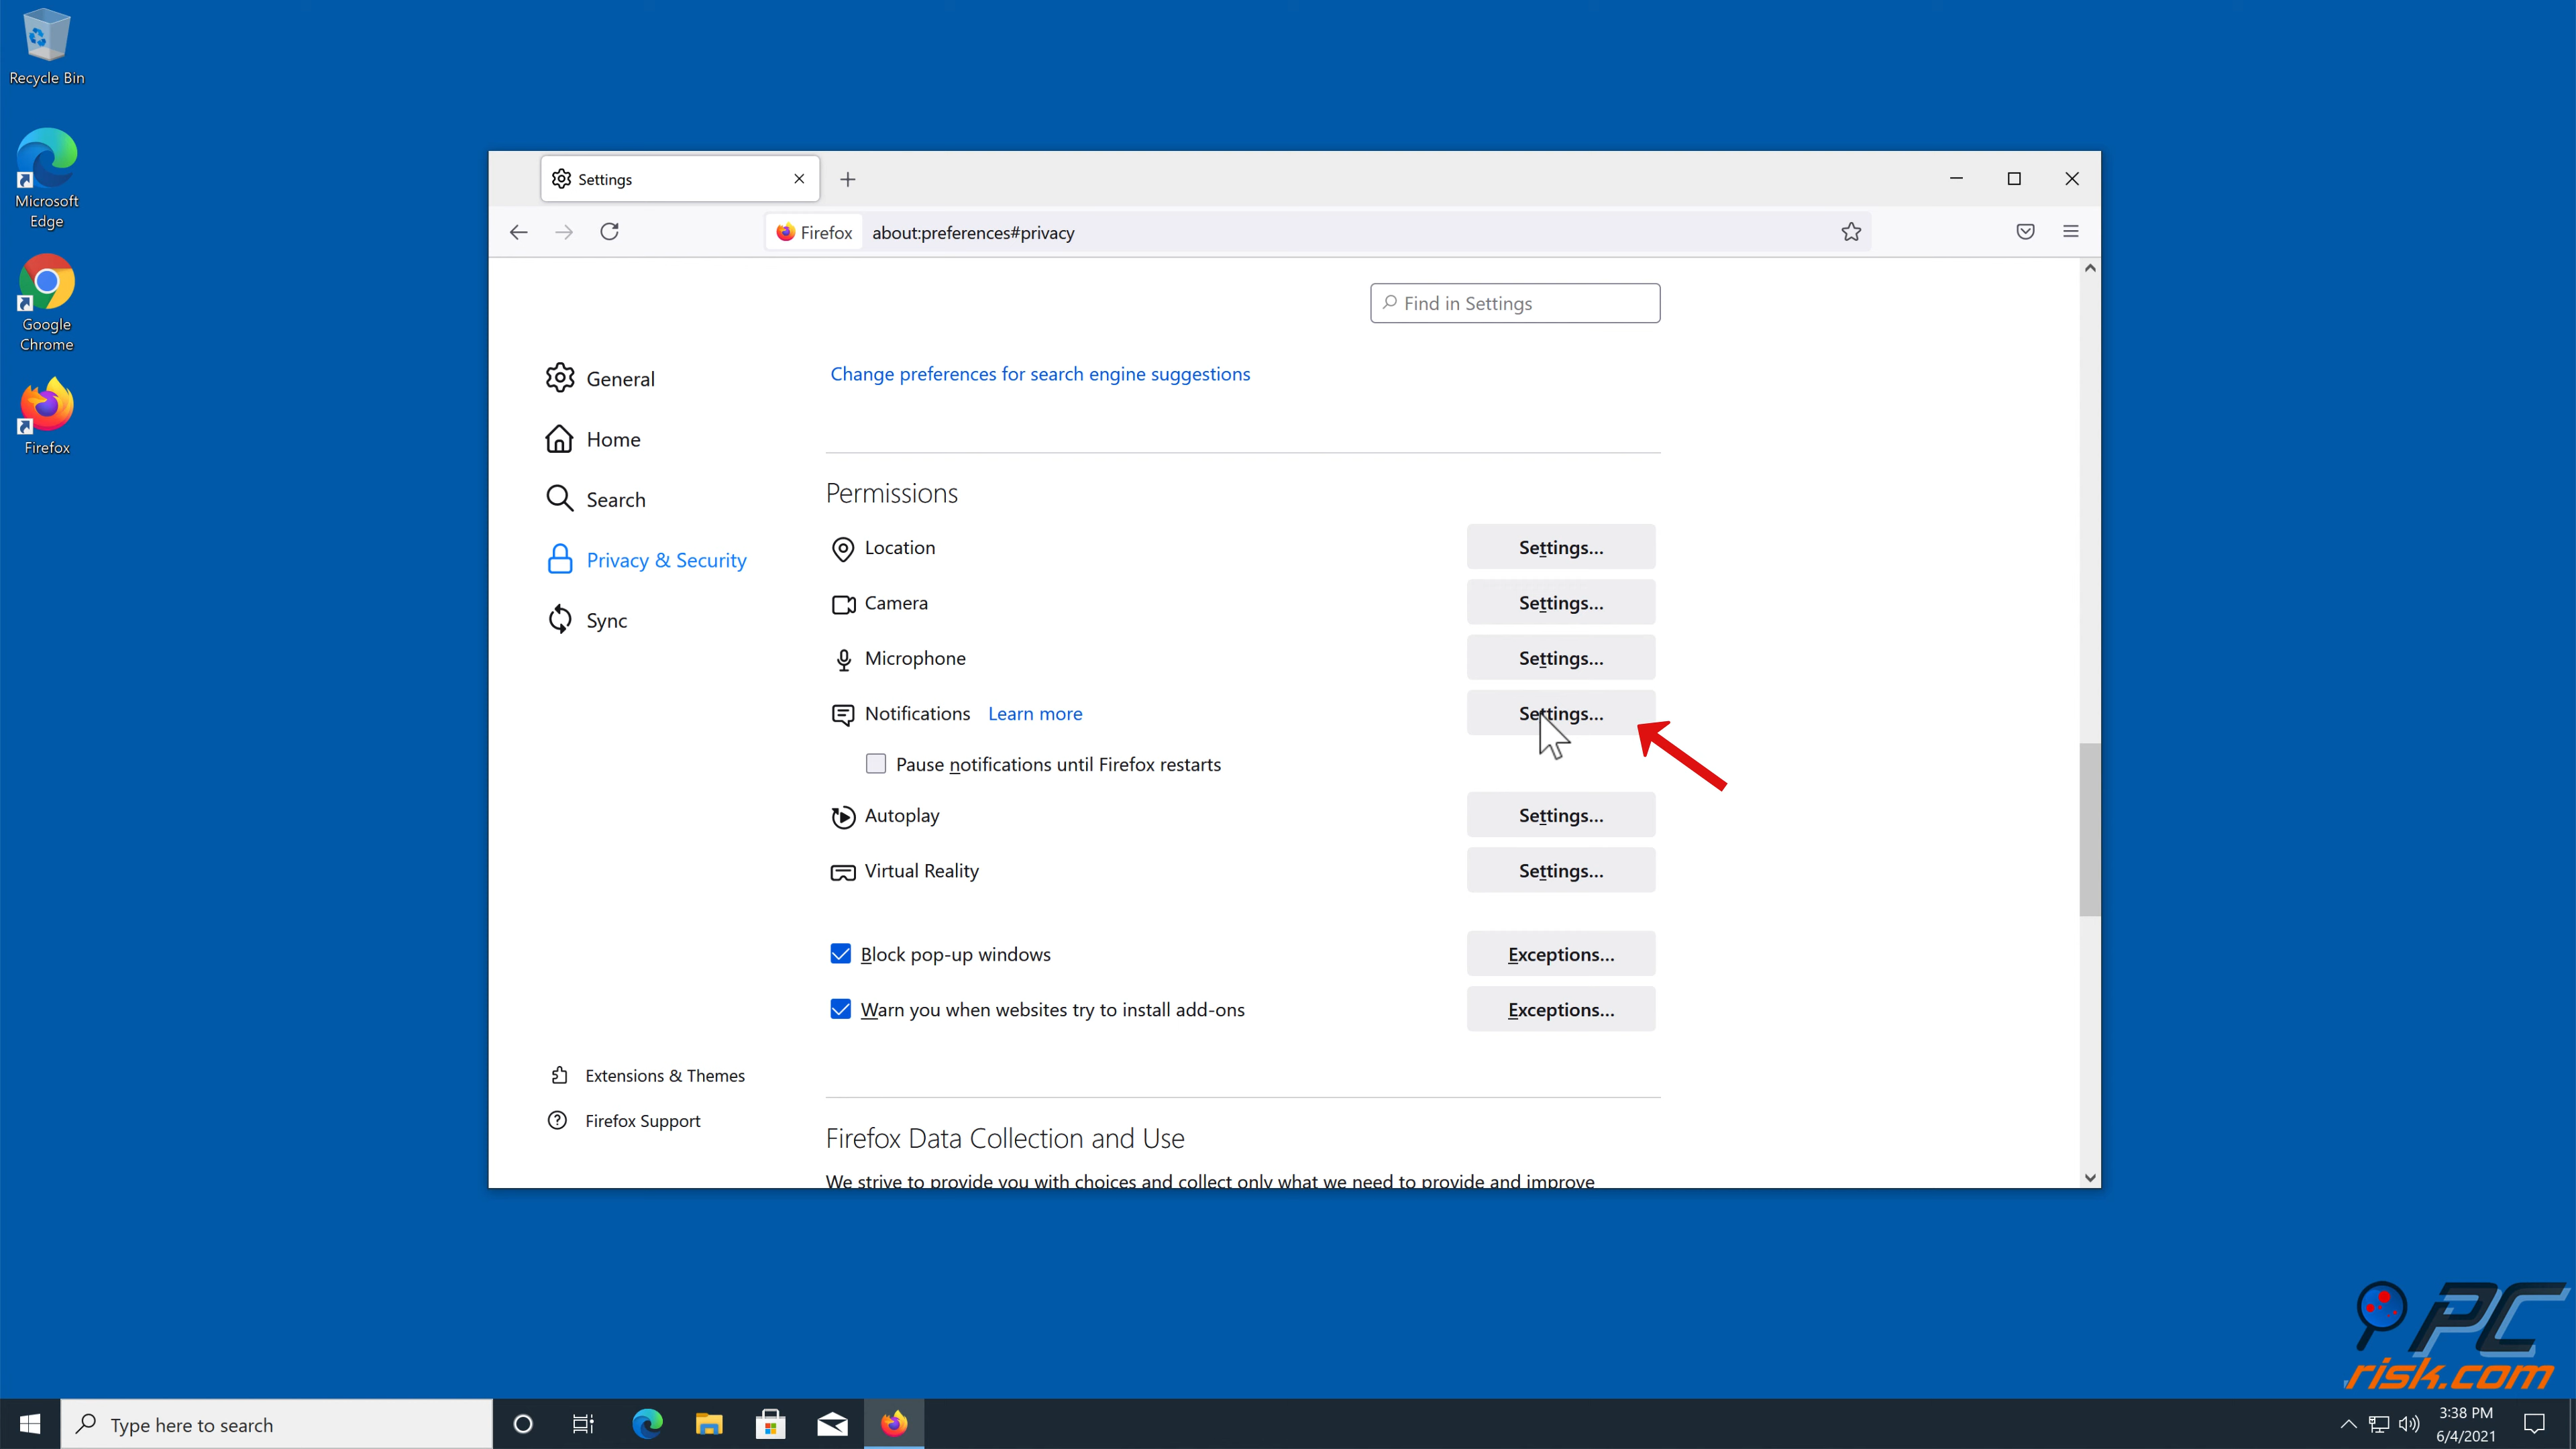 Recycle Bin
Microsoft
Edge
Google
Chrome
Firefox
Settings
Firefox about:preferences#privacy
Find in Settings
General
Home
Search
Privacy & Security
Sync
Extensions & Themes
Firefox Support
Change preferences for search engine suggestions
Permissions
Location Settings...
Camera Settings...
Microphone Settings...
Notifications Learn more Settings...
Pause notifications until Firefox restarts
Autoplay Settings...
Virtual Reality Settings...
Block pop-up windows Exceptions...
Warn you when websites try to install add-ons Exceptions...
Firefox Data Collection and Use
We strive to provide you with choices and collect only what we need to provide and improve
PC
risk.com
Type here to search
3:38 PM
6/4/2021